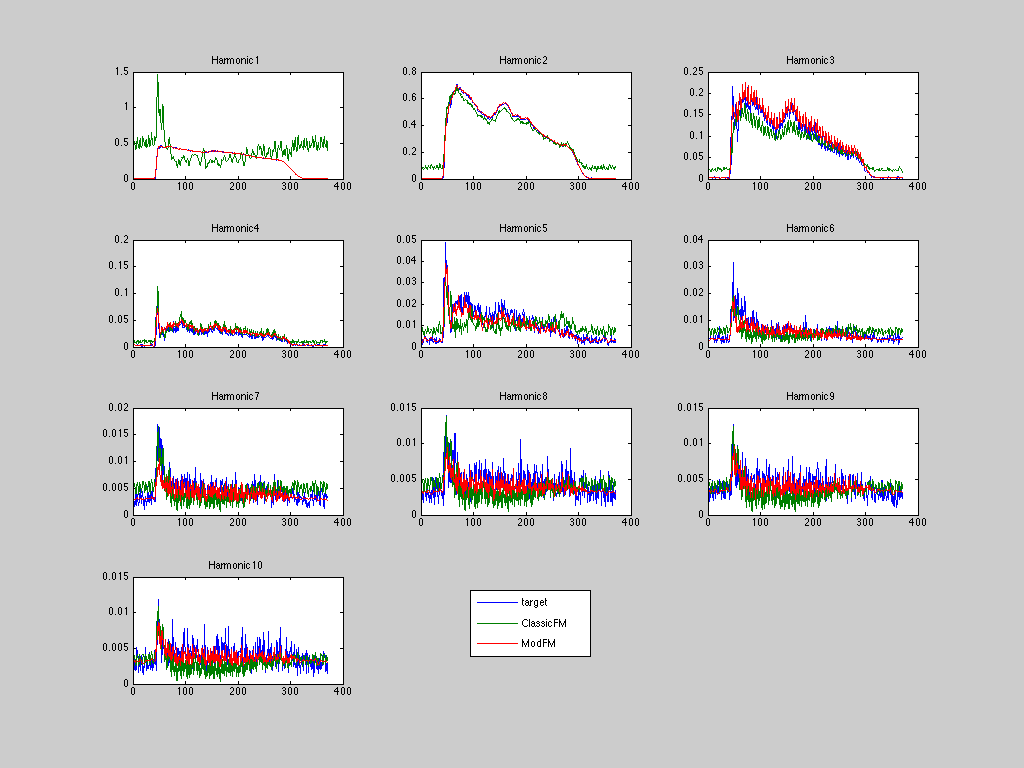 Harmonic1 Harmonic2 Harmonic3
1.5 0.8 0.25
0.2
0.6
1 0.15
0.4
0.1
0.5
0.2 0.05
0 0 0
0 100 200 300 400 0 100 200 300 400 0 100 200 300 400
Harmonic4 Harmonic5 Harmonic6
0.2 0.05 0.04
0.04
0.15 0.03
0.03
0.1 0.02
0.02
0.05 0.01
0.01
0 0 0
0 100 200 300 400 0 100 200 300 400 0 100 200 300 400
Harmonic7 Harmonic8 Harmonic9
0.02 0.015 0.015
0.015
0.01 0.01
0.01
0.005 0.005
0.005
0 0 0
0 100 200 300 400 0 100 200 300 400 0 100 200 300 400
Harmonic10
0.015
0.01
0.005
0
0 100 200 300 400
target
ClassicFM
ModFM